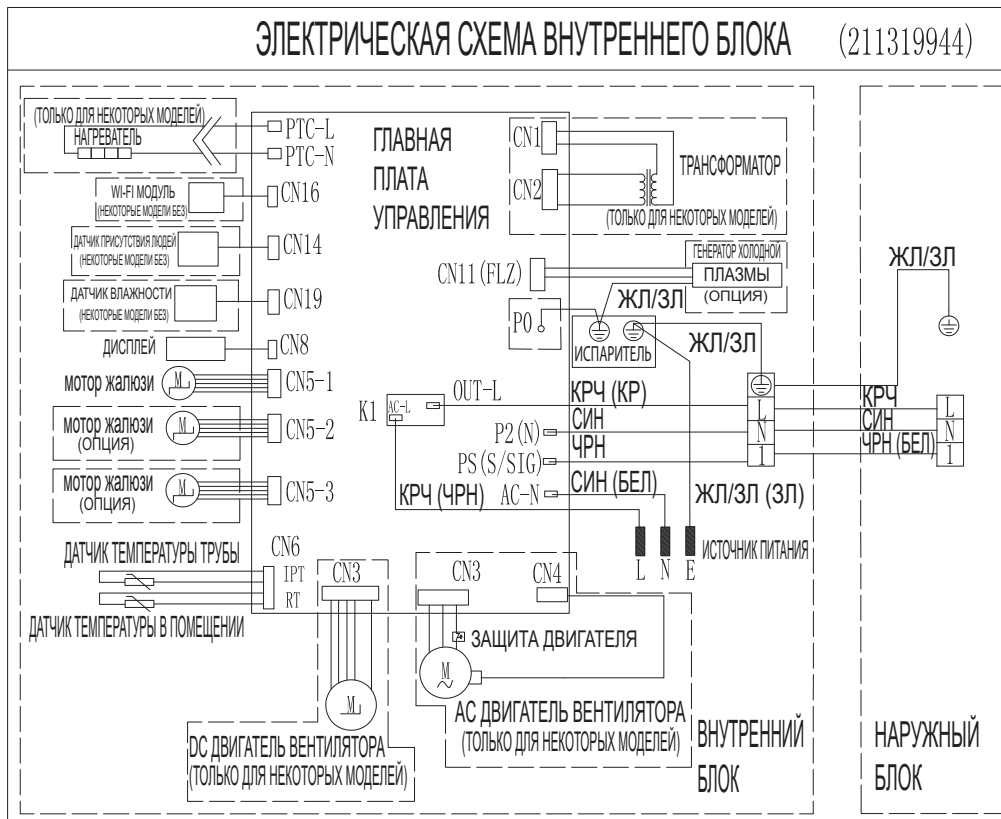 ЭЛЕКТРИЧЕСКАЯ СХЕМА ВНУТРЕННЕГО БЛОКА (211319944)
(ТОЛЬКО ДЛЯ НЕКОТОРЫХ МОДЕЛЕЙ)
НАГРЕВАТЕЛЬ
PTC-L
PTC-N
WI-FI МОДУЛЬ
(НЕКОТОРЫЕ МОДЕЛИ БЕЗ)
CN16
ДАТЧИК ПРИСУТСТВИЯ ЛЮДЕЙ
(НЕКОТОРЫЕ МОДЕЛИ БЕЗ)
CN14
ДАТЧИК ВЛАЖНОСТИ
(НЕКОТОРЫЕ МОДЕЛИ БЕЗ)
CN19
ДИСПЛЕЙ
CN8
МОТОР ЖАЛЮЗИ
M
CN5-1
МОТОР ЖАЛЮЗИ
(ОПЦИЯ)
M
CN5-2
МОТОР ЖАЛЮЗИ
(ОПЦИЯ)
M
CN5-3
ДАТЧИК ТЕМПЕРАТУРЫ ТРУБЫ
CN6
IPT
RT
ДАТЧИК ТЕМПЕРАТУРЫ В ПОМЕЩЕНИИ
ГЛАВНАЯ
ПЛАТА
УПРАВЛЕНИЯ
CN1
CN2
ТРАНСФОРМАТОР
(ТОЛЬКО ДЛЯ НЕКОТОРЫХ МОДЕЛЕЙ)
CN11(FLZ)
ГЕНЕРАТОР ХОЛОДНОЙ
ПЛАЗМЫ
(ОПЦИЯ)
P0
ЖЛ/ЗЛ
ИСПАРИТЕЛЬ
ЖЛ/ЗЛ
K1
AC-L
OUT-L
КРЧ (КР)
P2(N)
СИН
PS(S/SIG)
ЧРН
КРЧ (ЧРН)
AC-N
СИН (БЕЛ)
ЖЛ/ЗЛ (ЗЛ)
L
N
1
L N E
ИСТОЧНИК ПИТАНИЯ
ЖЛ/ЗЛ
КРЧ
СИН
ЧРН (БЕЛ)
L
N
1
CN3
M
DC ДВИГАТЕЛЬ ВЕНТИЛЯТОРА
(ТОЛЬКО ДЛЯ НЕКОТОРЫХ МОДЕЛЕЙ)
CN3
CN4
ЗАЩИТА ДВИГАТЕЛЯ
M
AC ДВИГАТЕЛЬ ВЕНТИЛЯТОРА
(ТОЛЬКО ДЛЯ НЕКОТОРЫХ МОДЕЛЕЙ)
ВНУТРЕННИЙ
БЛОК
НАРУЖНЫЙ
БЛОК